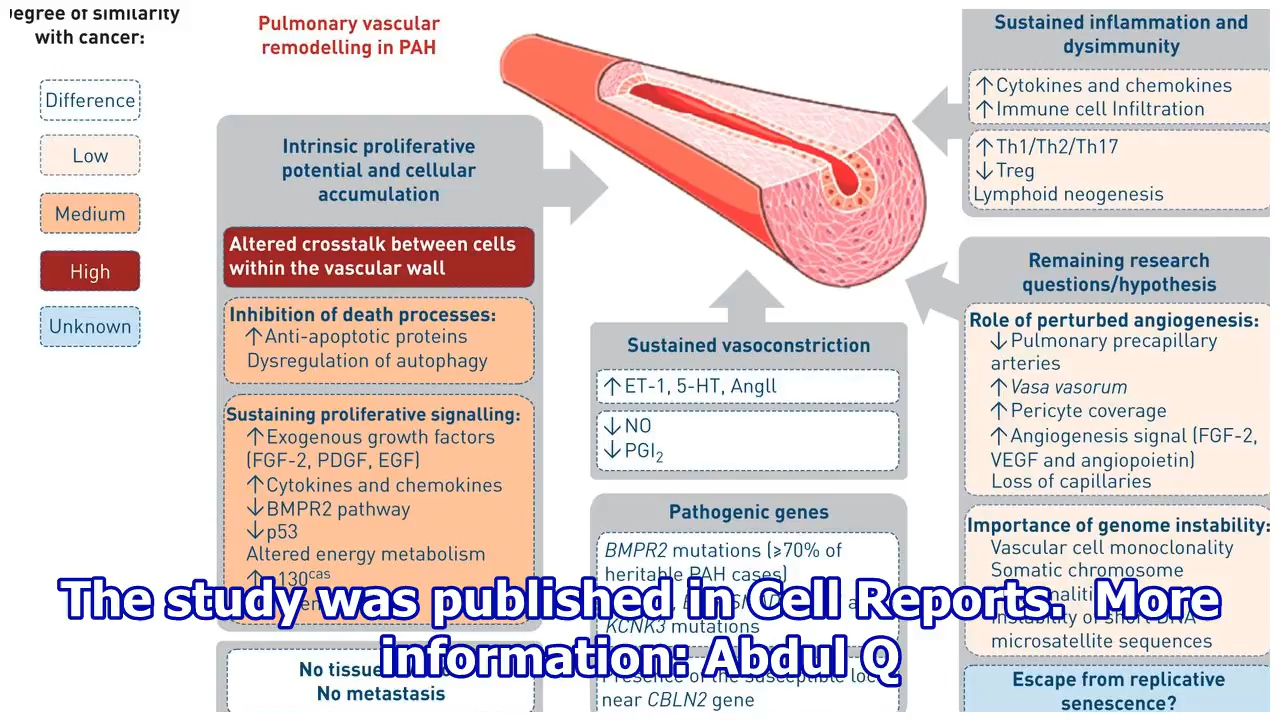 Degree of similarity
with cancer:
Difference
Low
Medium
High
Unknown
Pulmonary vascular
remodelling in PAH
Intrinsic proliferative
potential and cellular
accumulation
Altered crosstalk between cells
within the vascular wall
Inhibition of death processes:
↑Anti-apoptotic proteins
Dysregulation of autophagy
Sustaining proliferative signalling:
↑Exogenous growth factors
(FGF-2, PDGF, EGF)
↑Cytokines and chemokines
↓BMPR2 pathway
↓p53
Altered energy metabolism
130cas
No tissue
No metastasis
Sustained vasoconstriction
↑ET-1, 5-HT, AngII
↓NO
↓PGI2
Pathogenic genes
BMPR2 mutations (≥70% of
heritable PAH cases)
KCNK3 mutations
Presence of the susceptible
near CBLN2 gene
Sustained inflammation and
dysimmunity
↑Cytokines and chemokines
↑Immune cell Infiltration
↑Th1/Th2/Th17
↓Treg
Lymphoid neogenesis
Remaining research
questions/hypothesis
Role of perturbed angiogenesis:
↓Pulmonary precapillary
arteries
↑Vasa vasorum
↑Pericyte coverage
↑Angiogenesis signal (FGF-2,
VEGF and angiopoietin)
Loss of capillaries
Importance of genome instability:
Vascular cell monoclonality
Somatic chromosome
microsatellite sequences
Escape from replicative
senescence?
The study was published in Cell Reports. More
information: Abdul Q